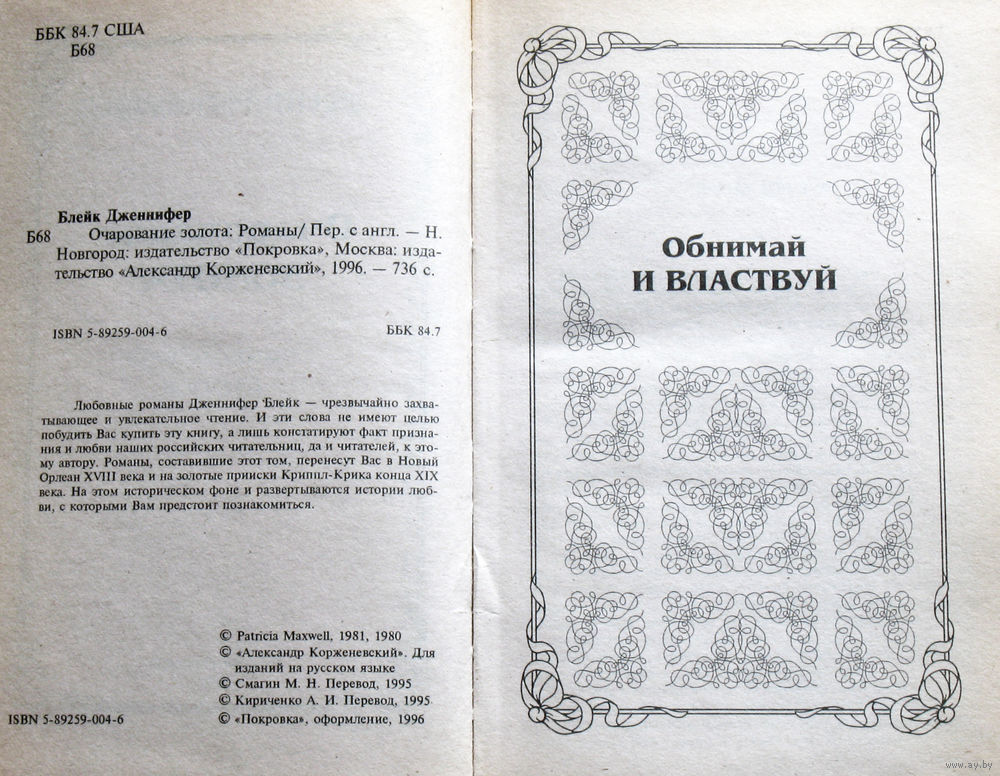 ББК 84.7 США
Б68
Блейк Дженнифер
Б68 Очарование золота: Романы/ Пер. с англ. — Н.
Новгород: издательство «Покровка», Москва: изда-
тельство «Александр Корженевский», 1996. — 736 с.
ISBN 5-89259-004-6 ББК 84.7
Любовные романы Дженнифер Блейк — чрезвычайно захва-
тывающее и увлекательное чтение. И эти слова не имеют целью
побудить Вас купить эту книгу, а лишь констатируют факт призна-
ния и любви наших российских читательниц, да и читателей, к это-
му автору. Романы, составившие этот том, перенесут Вас в Новый
Орлеан XVIII века и на золотые прииски Криппл-Крика конца XIX
века. На этом историческом фоне и развертываются истории люб-
ви, с которыми Вам предстоит познакомиться.
© Patricia Maxwell, 1981, 1980
© «Александр Корженевский». Для
изданий на русском языке
© Смагин М. Н. Перевод, 1995
© Кириченко А. И. Перевод, 1995
ISBN 5-89259-004-6 © «Покровка», оформление, 1996
Обнимай
И ВЛАСТВУЙ
www.ay.by